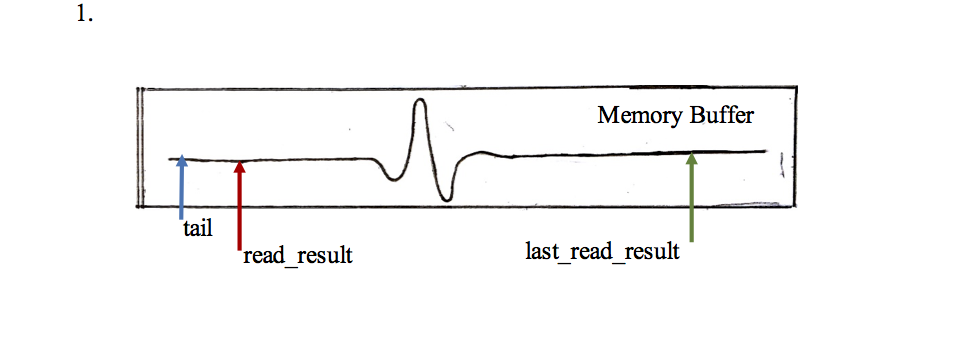 1.
Memory Buffer
tail
read_result
last_read_result